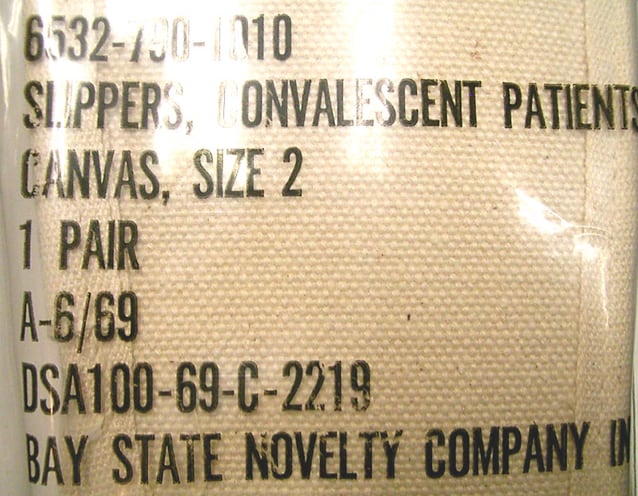 6532-790-1010
SLIPPERS, CONVALESCENT PATIENTS
CANVAS, SIZE 2
1 PAIR
A-6/69
DSA100-69-C-2219
BAY STATE NOVELTY COMPANY IN